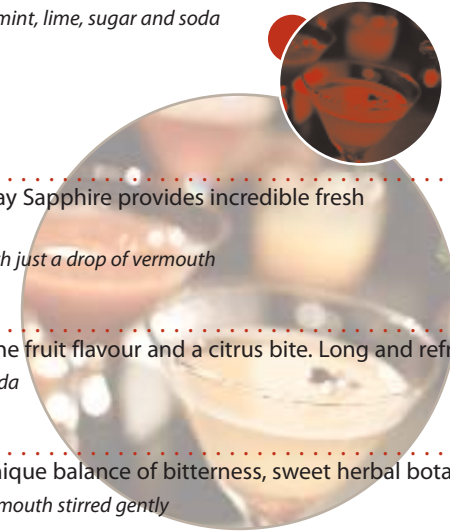 mint, lime, sugar and soda
ay Sapphire provides incredible fresh
th just a drop of vermouth
ne fruit flavour and a citrus bite. Long and refr
da
nique balance of bitterness, sweet herbal bota
mouth stirred gently